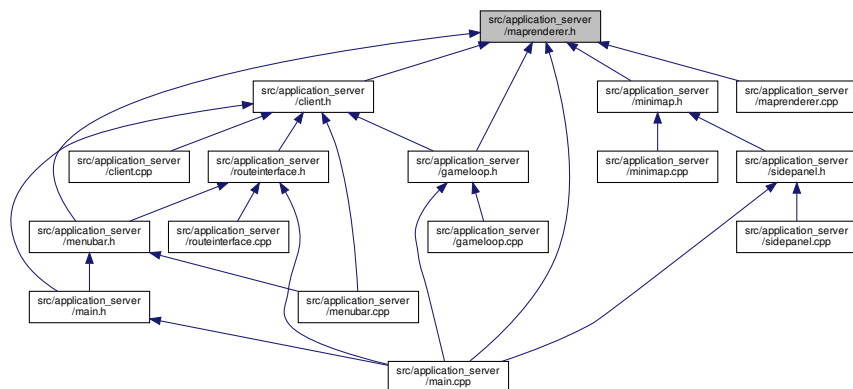 src/application_server
/maprenderer.h
src/application_server
/client.h
src/application_server
/minimap.h
src/application_server
/maprenderer.cpp
src/application_server
/client.cpp
src/application_server
/routeinterface.h
src/application_server
/gameloop.h
src/application_server
/minimap.cpp
src/application_server
/sidepanel.h
src/application_server
/menubar.h
src/application_server
/routeinterface.cpp
src/application_server
/gameloop.cpp
src/application_server
/sidepanel.cpp
src/application_server
/main.h
src/application_server
/menubar.cpp
src/application_server
/main.cpp